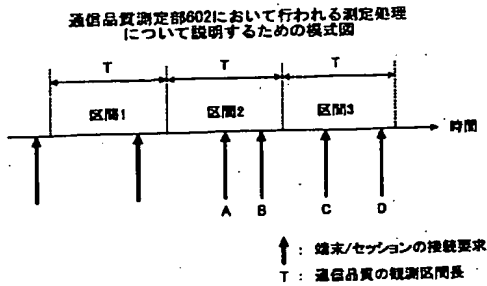 通信品質測定部602において行われる測定処理
について説明するための模式図
T T T
区間1 区間2 区間3
時間
A B C D
: 端末/セッションの接続要求
T : 通信品質の観測区間長